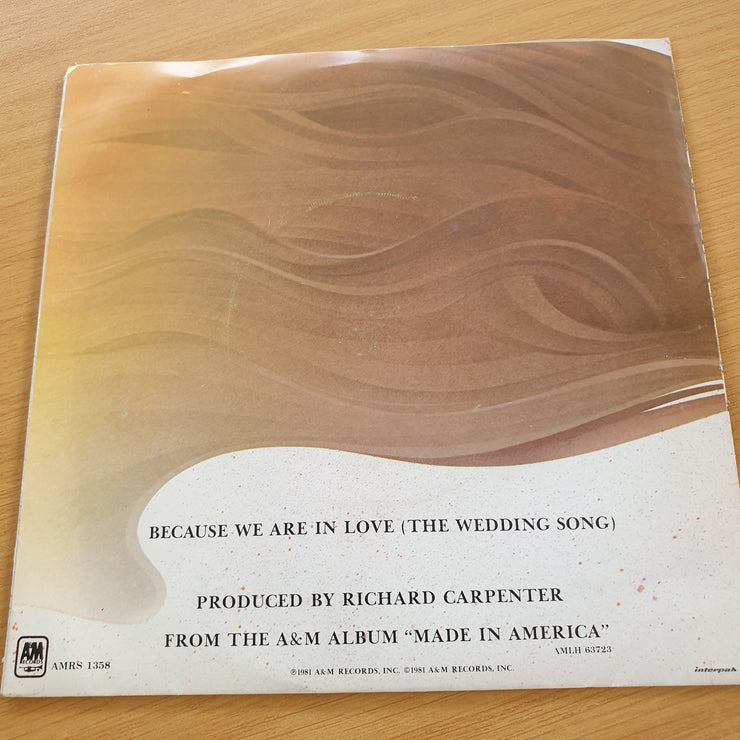 BECAUSE WE ARE IN LOVE (THE WEDDING SONG)
PRODUCED BY RICHARD CARPENTER
FROM THE A&M ALBUM “MADE IN AMERICA”
AMLH 63723
A&M
RECORDS
AMRS 1358
℗1981 A&M RECORDS, INC. ©1981 A&M RECORDS, INC.
interpak